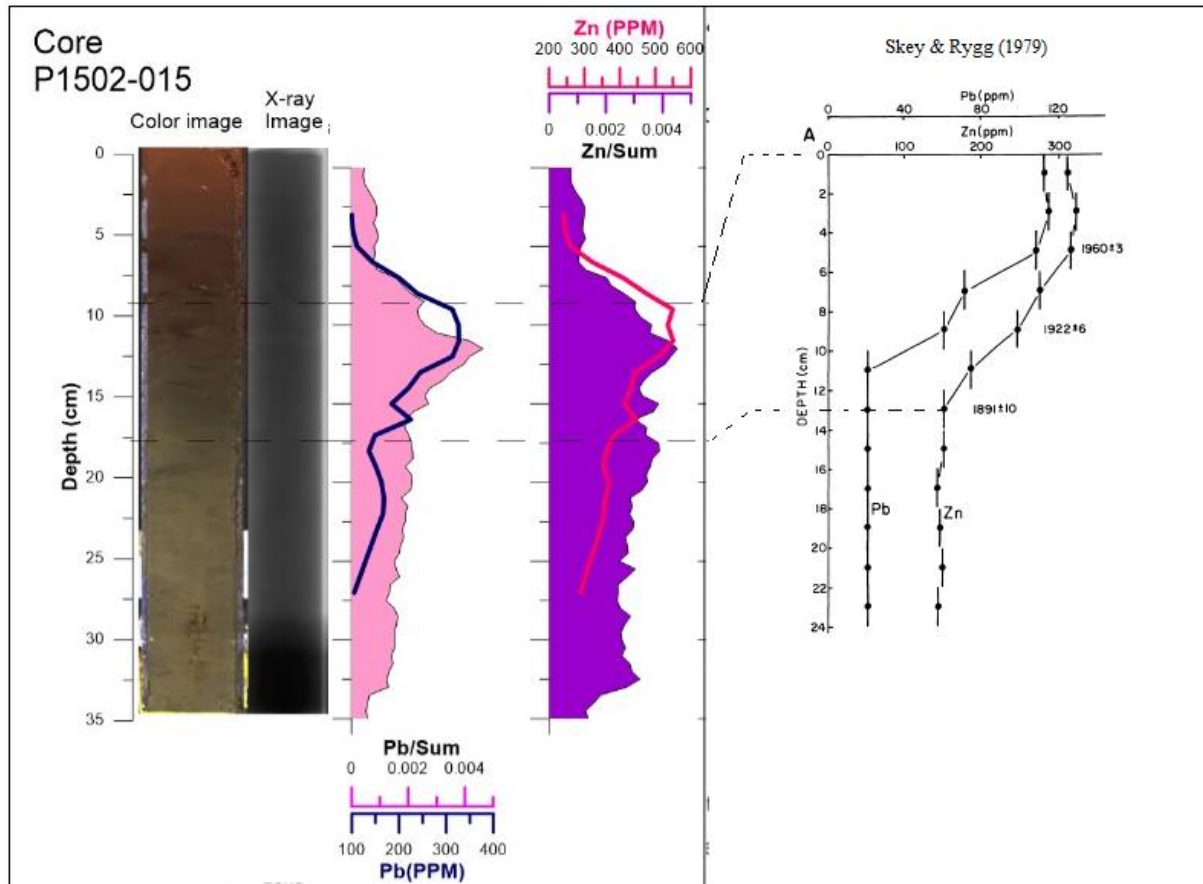 Core
P1502-015
Color image
X-ray
Image
0
5
10
15
20
25
30
35
Depth (cm)
Pb/Sum
0 0.002 0.004
100 200 300 400
Pb(PPM)
Zn (PPM)
200 300 400 500 600
0 0.002 0.004
Zn/Sum
Skey & Rygg (1979)
Pb(ppm)
0 40 80 120
A
Zn(ppm)
100 200 300
0
2
4
6
8
10
12
14
16
18
20
22
24
DEPTH (cm)
1960±3
1922±6
1891±10
Pb
Zn